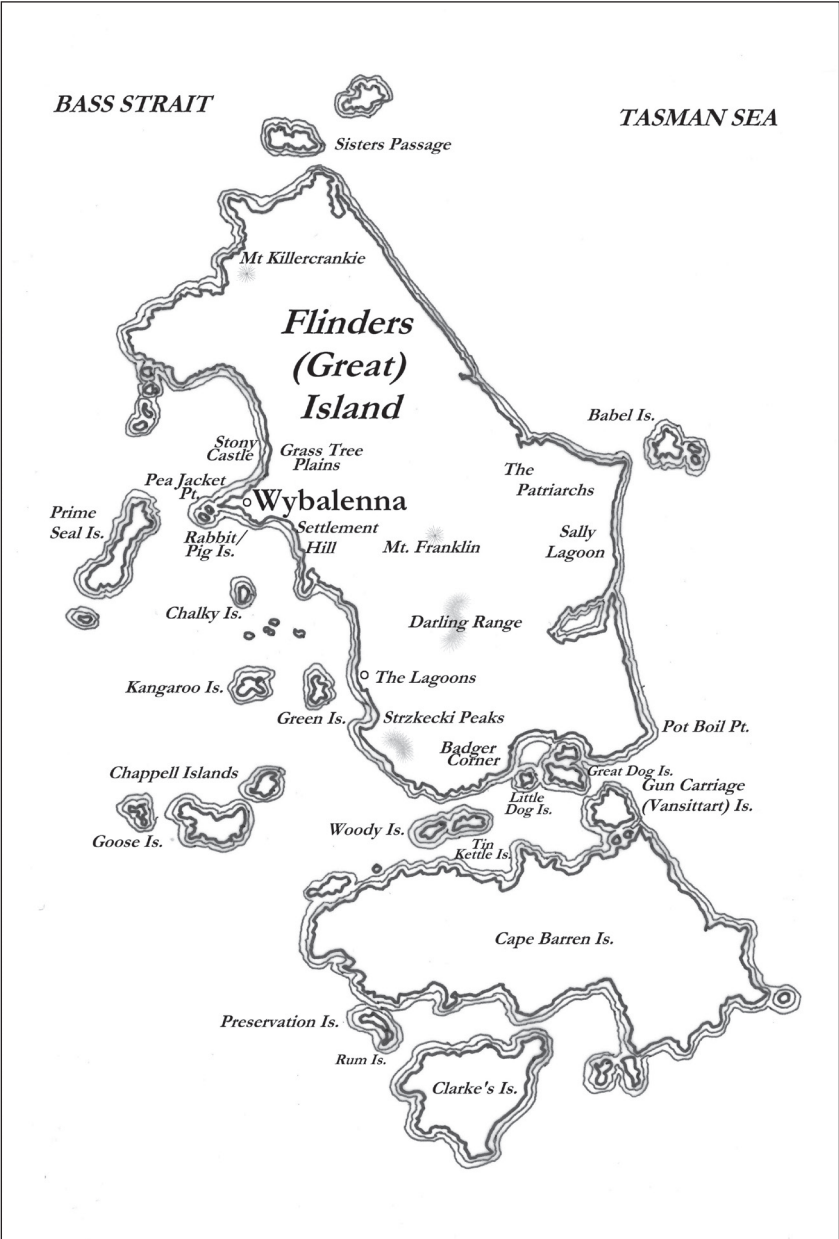 BASS STRAIT
TASMAN SEA
Sisters Passage
Mt Killercrankie
Flinders
(Great)
Island
Babel Is.
Stony
Castle
Grass Tree
Plains
The
Patriarchs
Pea Jacket
Pt.
Wybalenna
Prime
Seal Is.
Rabbit/
Pig Is.
Settlement
Hill
Mt. Franklin
Sally
Lagoon
Chalky Is.
Darling Range
Kangaroo Is.
The Lagoons
Green Is.
Strzkecki Peaks
Pot Boil Pt.
Badger
Corner
Chappell Islands
Great Dog Is.
Little
Dog Is.
Gun Carriage
(Vansittart) Is.
Goose Is.
Woody Is.
Tin
Kettle Is.
Cape Barren Is.
Preservation Is.
Rum Is.
Clarke's Is.